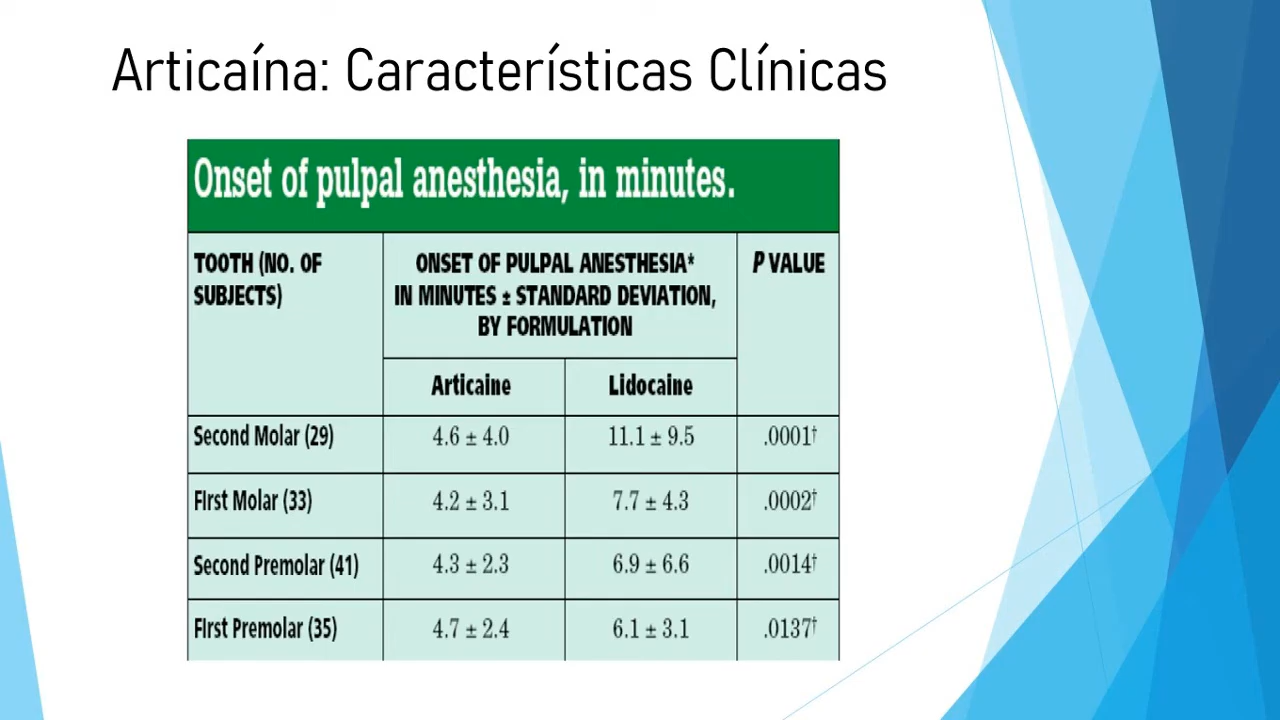 Articaína: Características Clínicas
Onset of pulpal anesthesia, in minutes.
TOOTH (NO. OF
SUBJECTS)
ONSET OF PULPAL ANESTHESIA*
IN MINUTES ± STANDARD DEVIATION,
BY FORMULATION
P VALUE
Articaine Lidocaine
Second Molar (29) 4.6 ± 4.0 11.1 ± 9.5 .0001†
First Molar (33) 4.2 ± 3.1 7.7 ± 4.3 .0002†
Second Premolar (41) 4.3 ± 2.3 6.9 ± 6.6 .0014†
First Premolar (35) 4.7 ± 2.4 6.1 ± 3.1 .0137†